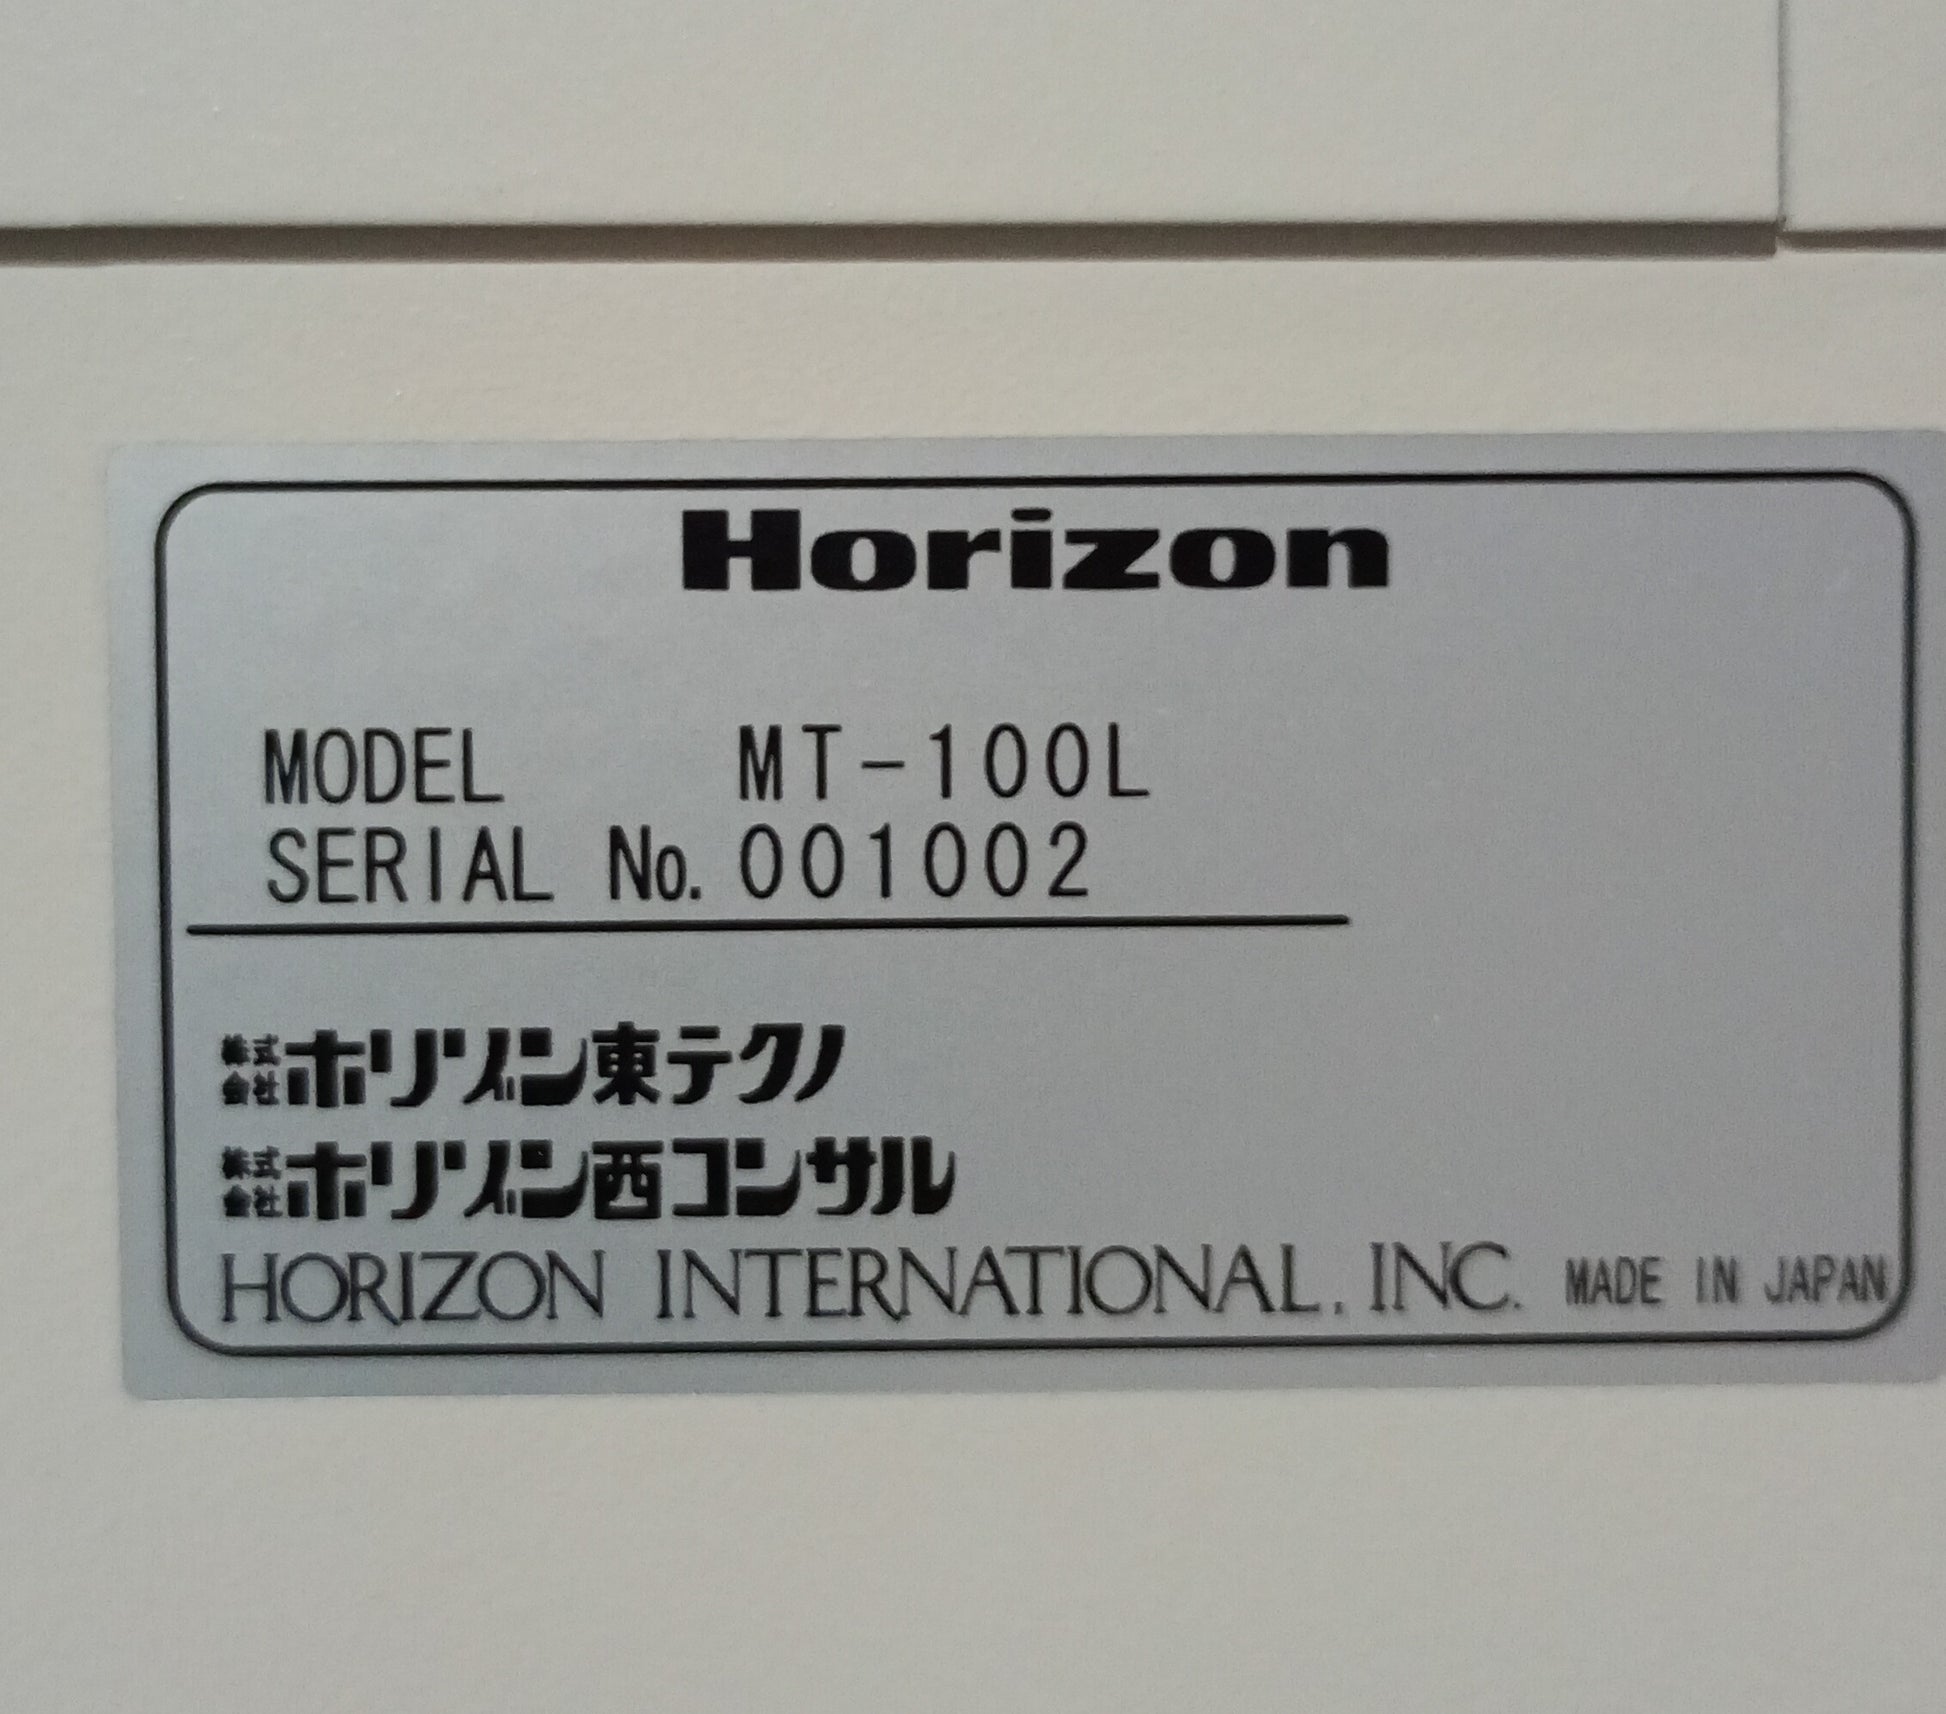 Horizon
MODEL MT-100L
SERIAL No. 001002
株式会社ホリゾン東テクノ
株式会社ホリゾン西コンサル
HORIZON INTERNATIONAL, INC. MADE IN JAPAN